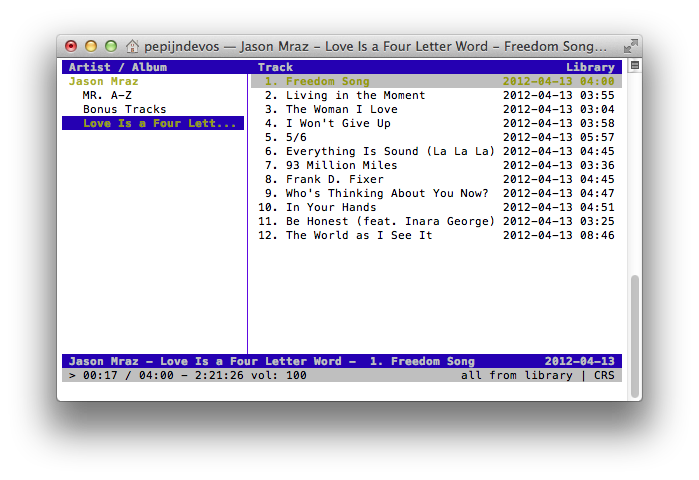 pepijndevos — Jason Mraz – Love Is a Four Letter Word – Freedom Song...
Artist / Album Track Library
Jason Mraz 1. Freedom Song 2012-04-13 04:00
MR. A-Z 2. Living in the Moment 2012-04-13 03:55
Bonus Tracks 3. The Woman I Love 2012-04-13 03:04
Love Is a Four Lett... 4. I Won't Give Up 2012-04-13 03:58
5. 5/6 2012-04-13 05:57
6. Everything Is Sound (La La La) 2012-04-13 04:45
7. 93 Million Miles 2012-04-13 03:36
8. Frank D. Fixer 2012-04-13 04:45
9. Who's Thinking About You Now? 2012-04-13 04:47
10. In Your Hands 2012-04-13 04:51
11. Be Honest (feat. Inara George) 2012-04-13 03:25
12. The World as I See It 2012-04-13 08:46
Jason Mraz - Love Is a Four Letter Word - 1. Freedom Song 2012-04-13
> 00:17 / 04:00 - 2:21:26 vol: 100 all from library | CRS